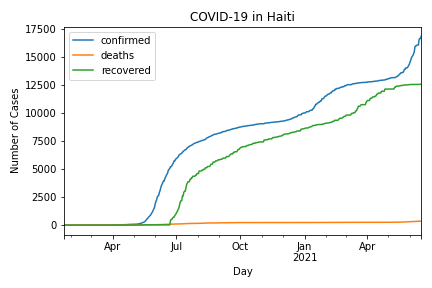 COVID-19 in Haiti
confirmed
deaths
recovered
Number of Cases
17500
15000
12500
10000
7500
5000
2500
0
Apr
Jul
Oct
Jan
2021
Apr
Day